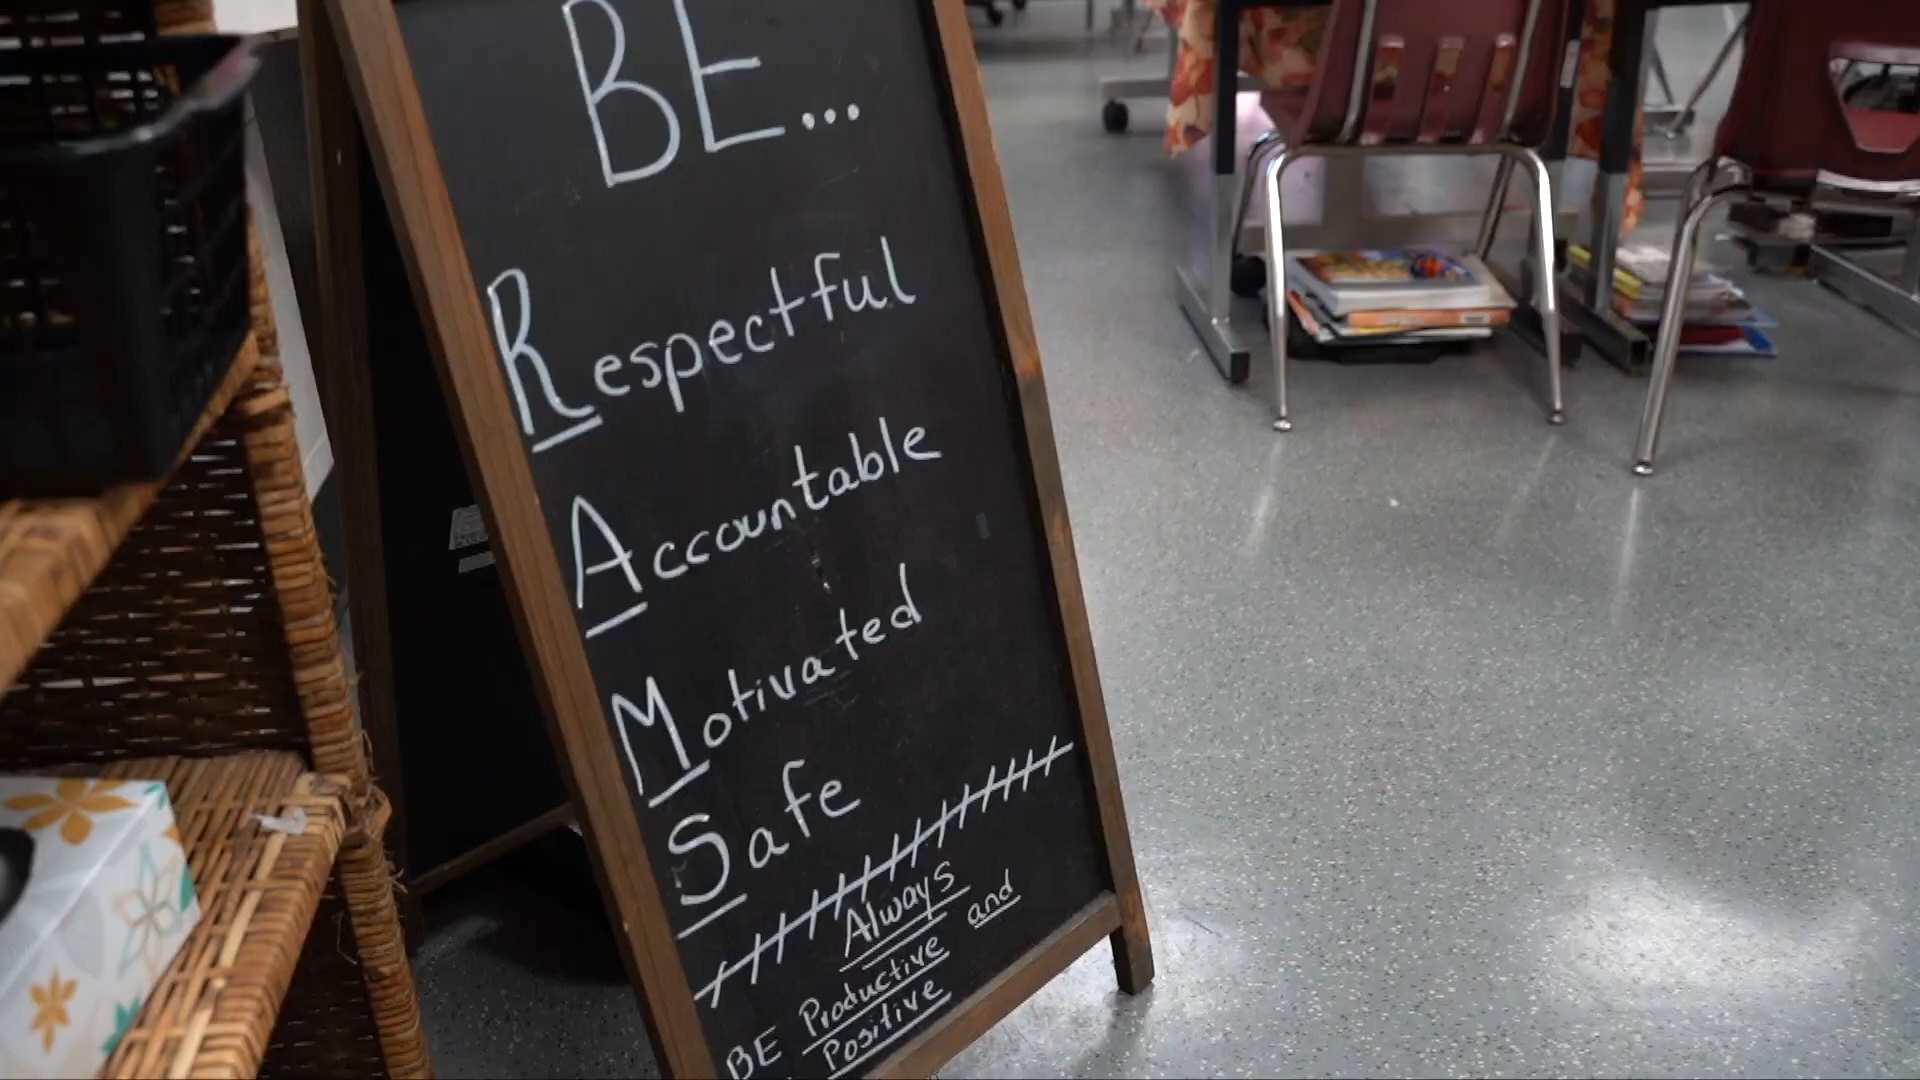 BE...
Respectful
Accountable
Motivated
Safe
Always
BE Productive and
Positive